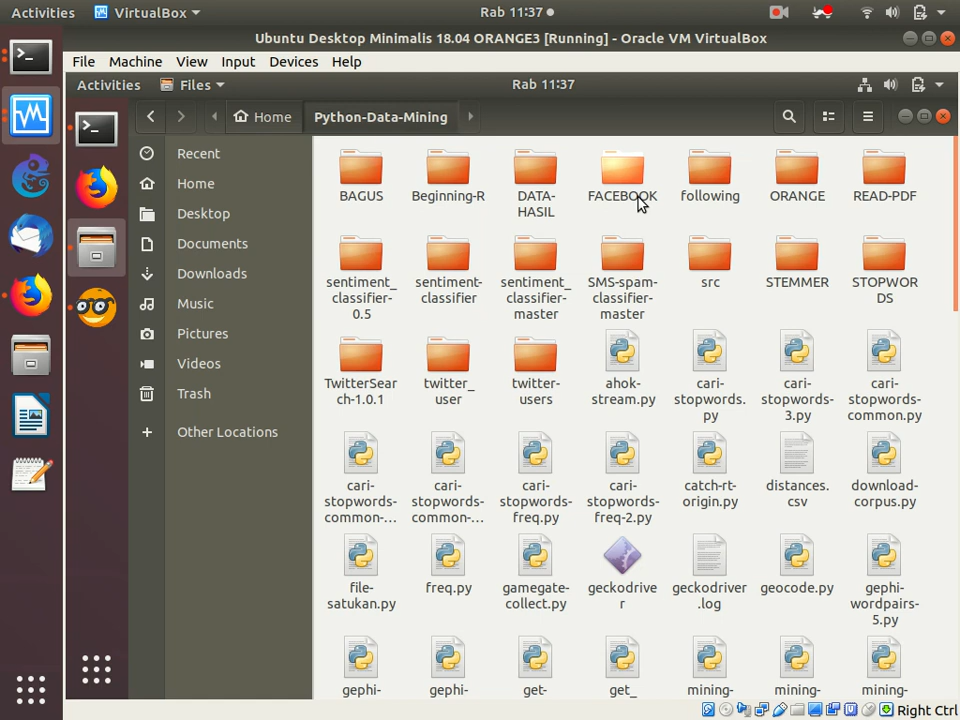 Activities VirtualBox Rab 11:37
Ubuntu Desktop Minimalis 18.04 ORANGE3 [Running] - Oracle VM VirtualBox
File Machine View Input Devices Help
Activities Files Rab 11:37
Home Python-Data-Mining
Recent
Home
Desktop
Documents
Downloads
Music
Pictures
Videos
Trash
Other Locations
BAGUS
Beginning-R
DATA-
HASIL
FACEBOOK
following
ORANGE
READ-PDF
sentiment_
classifier-
0.5
sentiment-
classifier
sentiment_
classifier-
master
SMS-spam-
classifier-
master
src
STEMMER
STOPWOR
DS
TwitterSear
ch-1.0.1
twitter_
user
twitter-
users
ahok-
stream.py
cari-
stopwords.
py
cari-
stopwords-
3.py
cari-
stopwords-
common.py
cari-
stopwords-
common-...
cari-
stopwords-
common-...
cari-
stopwords-
freq.py
cari-
stopwords-
freq-2.py
catch-rt-
origin.py
distances.
csv
download-
corpus.py
file-
satukan.py
freq.py
gamegate-
collect.py
geckodrive
r
geckodriver
.log
geocode.py
gephi-
wordpairs-
5.py
gephi-
gephi-
get-
get_
mining-
mining-
mining-
Right Ctrl